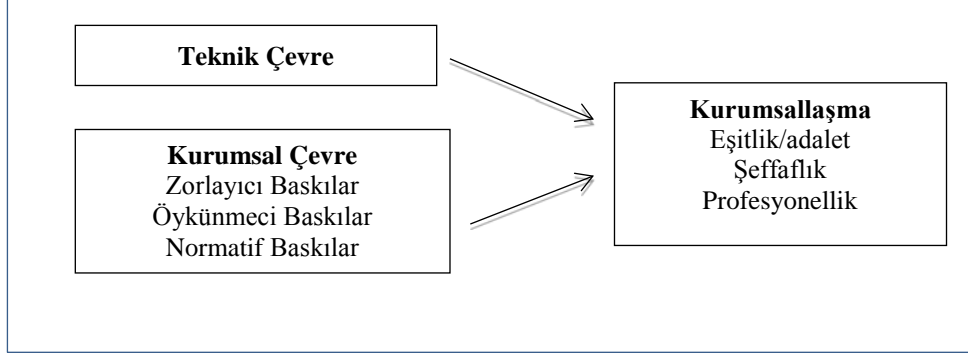 Teknik Çevre
Kurumsal Çevre
Zorlayıcı Baskılar
Öykünmeci Baskılar
Normatif Baskılar
Kurumsallaşma
Eşitlik/adalet
Şeffaflık
Profesyonellik